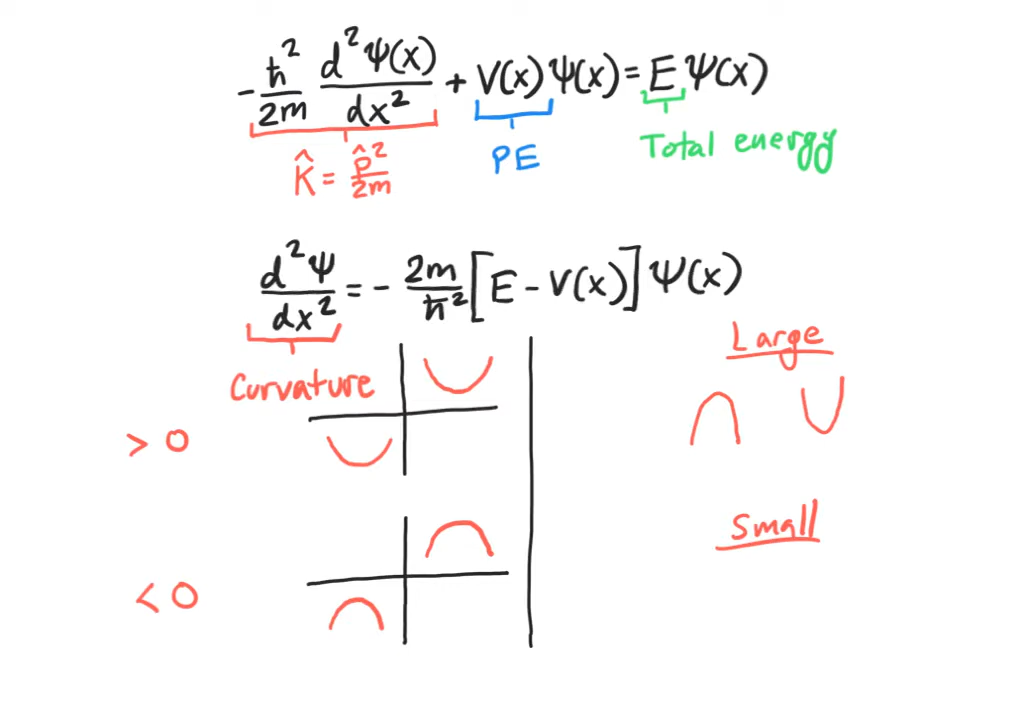 -ħ²/2m d²Ψ(x)/dx² + V(x)Ψ(x) = EΨ(x)
K̂ = p̂²/2m PE Total energy
d²Ψ/dx² = - 2m/ħ² [E - V(x)] Ψ(x)
Curvature
Large
> 0
Small
< 0